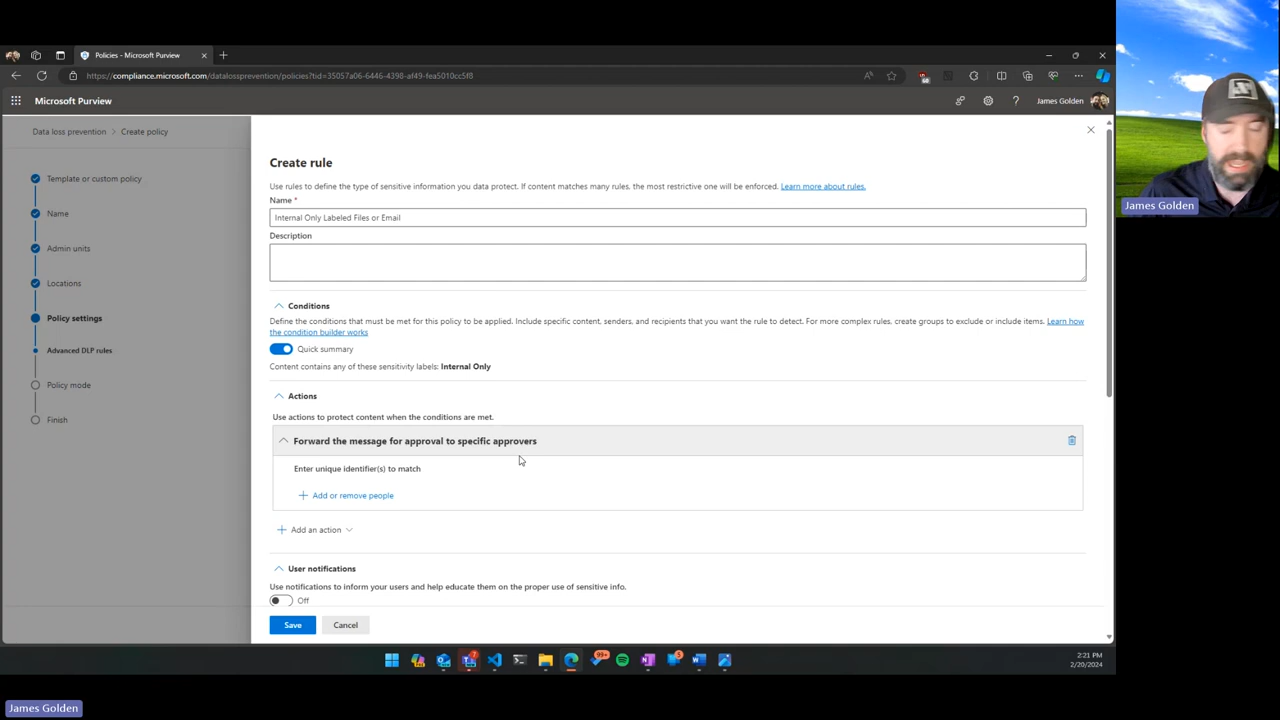 Policies - Microsoft Purview
https://compliance.microsoft.com/datalossprevention/policies?tid=35057a06-6446-4398-af49-fea5010cc5f8
Microsoft Purview
James Golden
Data loss prevention > Create policy
Template or custom policy
Name
Admin units
Locations
Policy settings
Advanced DLP rules
Policy mode
Finish
Create rule
Use rules to define the type of sensitive information you data protect. If content matches many rules, the most restrictive one will be enforced. Learn more about rules.
Name *
Internal Only Labeled Files or Email
Description
Conditions
Define the conditions that must be met for this policy to be applied. Include specific content, senders, and recipients that you want the rule to detect. For more complex rules, create groups to exclude or include items. Learn how
the condition builder works
Quick summary
Content contains any of these sensitivity labels: Internal Only
Actions
Use actions to protect content when the conditions are met.
Forward the message for approval to specific approvers
Enter unique identifier(s) to match
+ Add or remove people
+ Add an action
User notifications
Use notifications to inform your users and help educate them on the proper use of sensitive info.
Off
Save
Cancel
99+
2:21 PM
2/20/2024
James Golden
James Golden